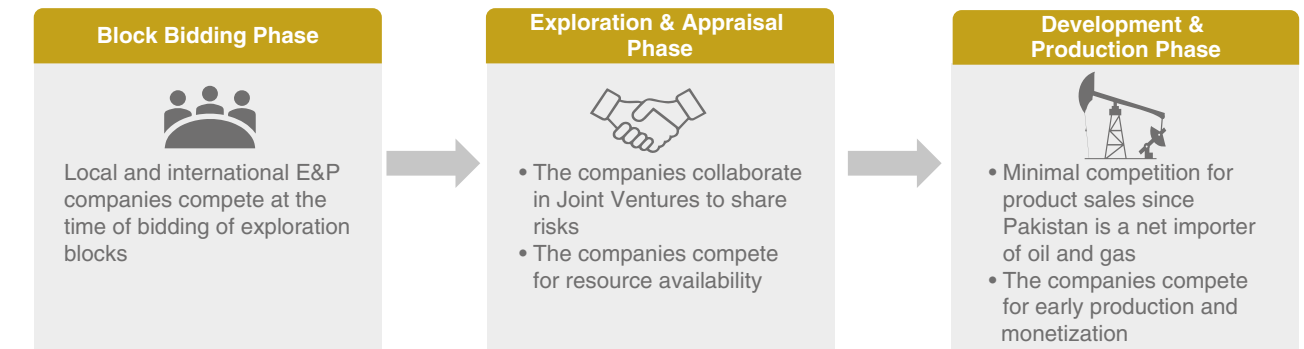 Block Bidding Phase
Local and international E&P
companies compete at the
time of bidding of exploration
blocks
Exploration & Appraisal
Phase
• The companies collaborate
in Joint Ventures to share
risks
• The companies compete
for resource availability
Development &
Production Phase
• Minimal competition for
product sales since
Pakistan is a net importer
of oil and gas
• The companies compete
for early production and
monetization